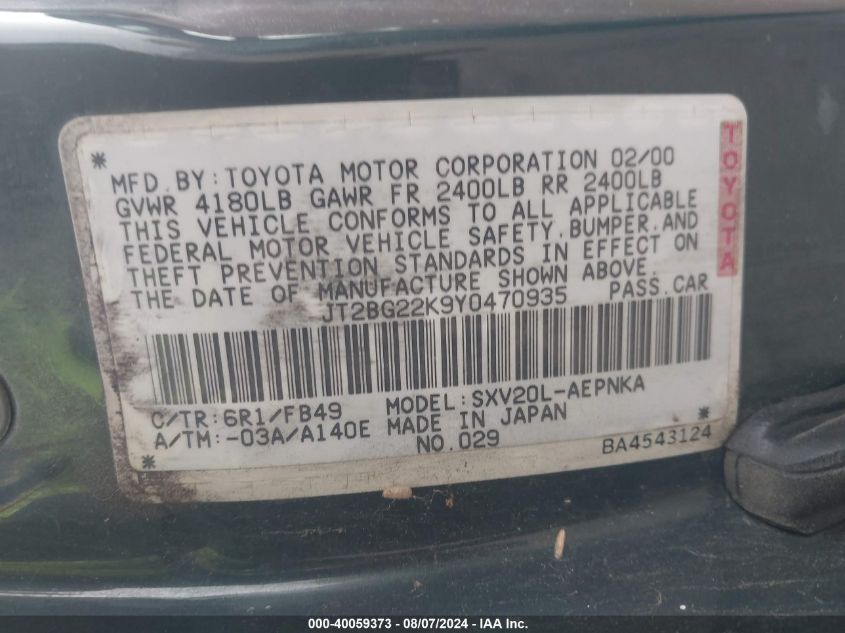 * MFD. BY: TOYOTA MOTOR CORPORATION 02/00
GVWR 4180LB GAWR FR 2400LB RR 2400LB
THIS VEHICLE CONFORMS TO ALL APPLICABLE
FEDERAL MOTOR VEHICLE SAFETY, BUMPER, AND
THEFT PREVENTION STANDARDS IN EFFECT ON
THE DATE OF MANUFACTURE SHOWN ABOVE.
JT2BG22K9Y0470935 PASS. CAR
TOYOTA
C/TR: 6R1/FB49 MODEL: SXV20L-AEPNKA
A/TM: -03A/A140E MADE IN JAPAN
* NO. 029 BA4543124
000-40059373 - 08/07/2024 - IAA Inc.